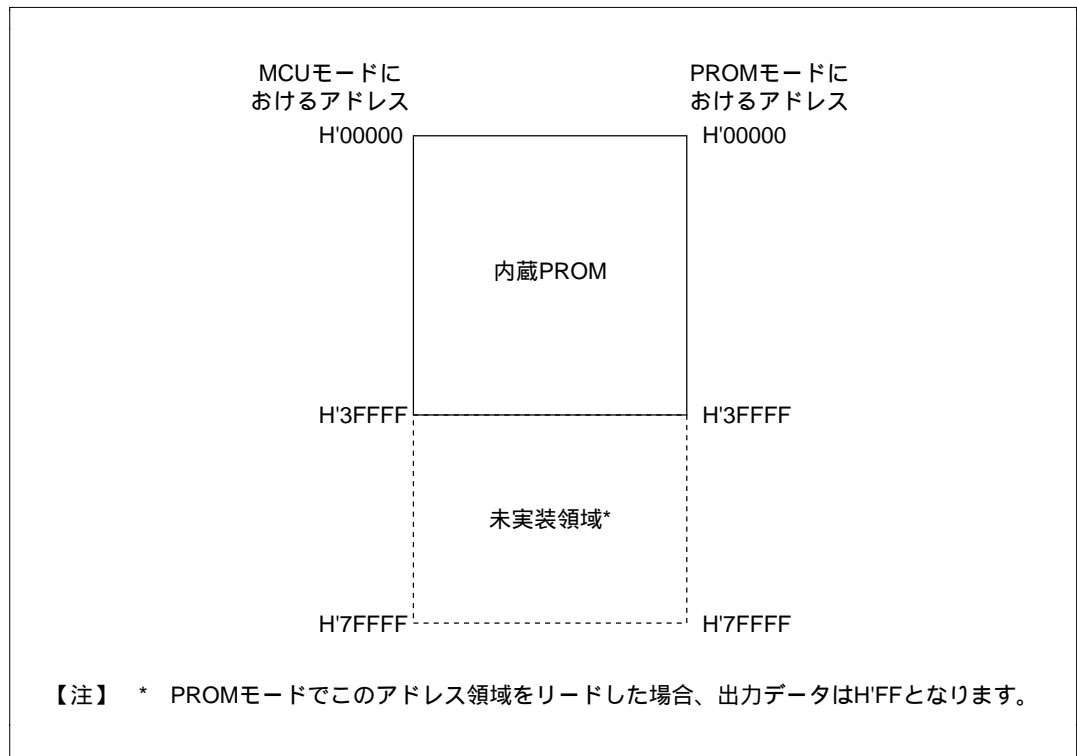 MCUモードに
おけるアドレス
PROMモードに
おけるアドレス
H'00000
H'00000
内蔵PROM
H'3FFFF
H'3FFFF
未実装領域*
H'7FFFF
H'7FFFF
【注】 * PROMモードでこのアドレス領域をリードした場合、出力データはH'FFとなります。